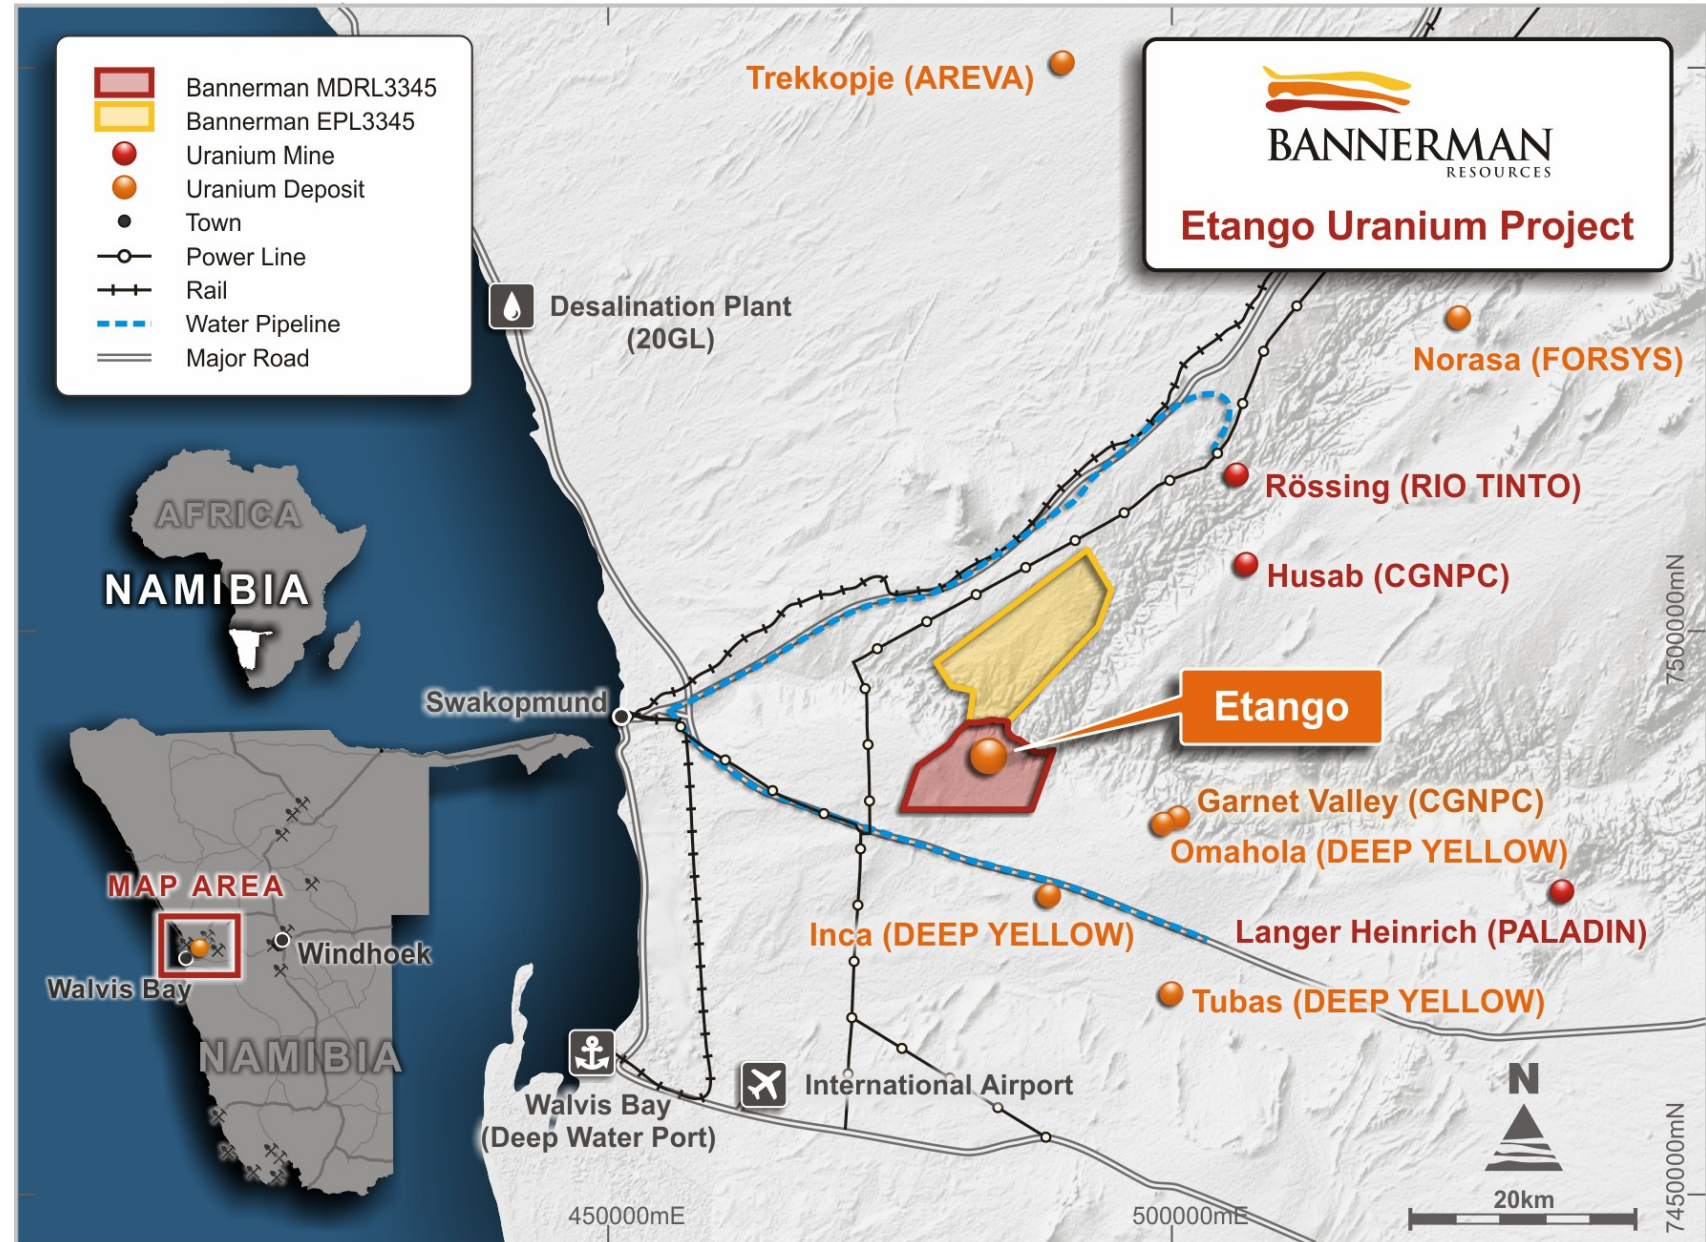 Bannerman MDRL3345
Bannerman EPL3345
Uranium Mine
Uranium Deposit
Town
Power Line
Rail
Water Pipeline
Major Road
Trekkopje (AREVA)
BANNERMAN
RESOURCES
Etango Uranium Project
Desalination Plant
(20GL)
Norasa (FORSYS)
Rössing (RIO TINTO)
Husab (CGNPC)
AFRICA
NAMIBIA
7500000mN
Swakopmund
Etango
Garnet Valley (CGNPC)
Omahola (DEEP YELLOW)
MAP AREA
Inca (DEEP YELLOW)
Langer Heinrich (PALADIN)
Windhoek
Walvis Bay
Tubas (DEEP YELLOW)
NAMIBIA
International Airport
Walvis Bay
(Deep Water Port)
N
20km
450000mE
500000mE
7450000mN